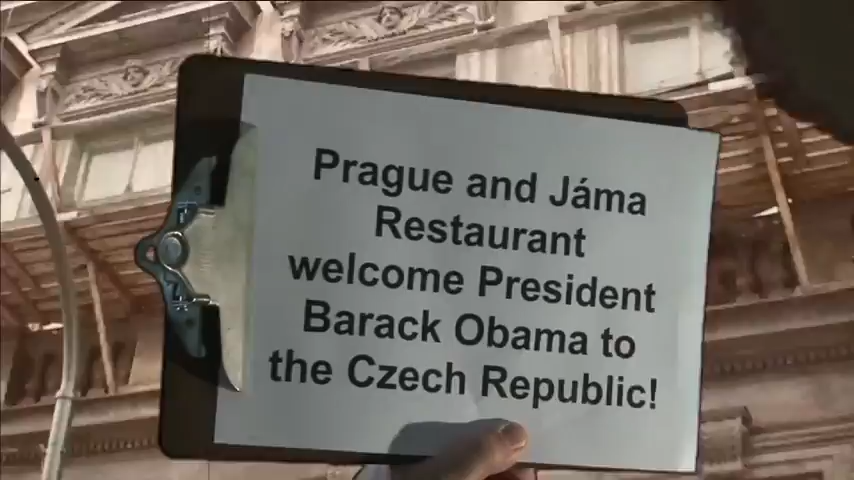 Prague and Jáma
Restaurant
welcome President
Barack Obama to
the Czech Republic!